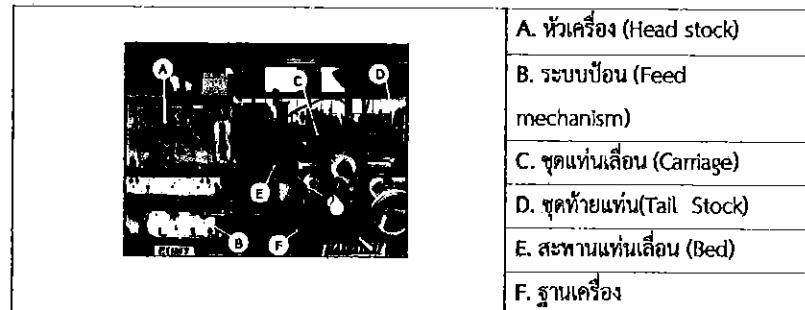 A. หัวเครื่อง (Head stock)
B. ระบบป้อน (Feed
mechanism)
C. ชุดแท่นเลื่อน (Carriage)
D. ชุดท้ายแท่น(Tail Stock)
E. สะพานแท่นเลื่อน (Bed)
F. ฐานเครื่อง
A
C
D
E
B
F